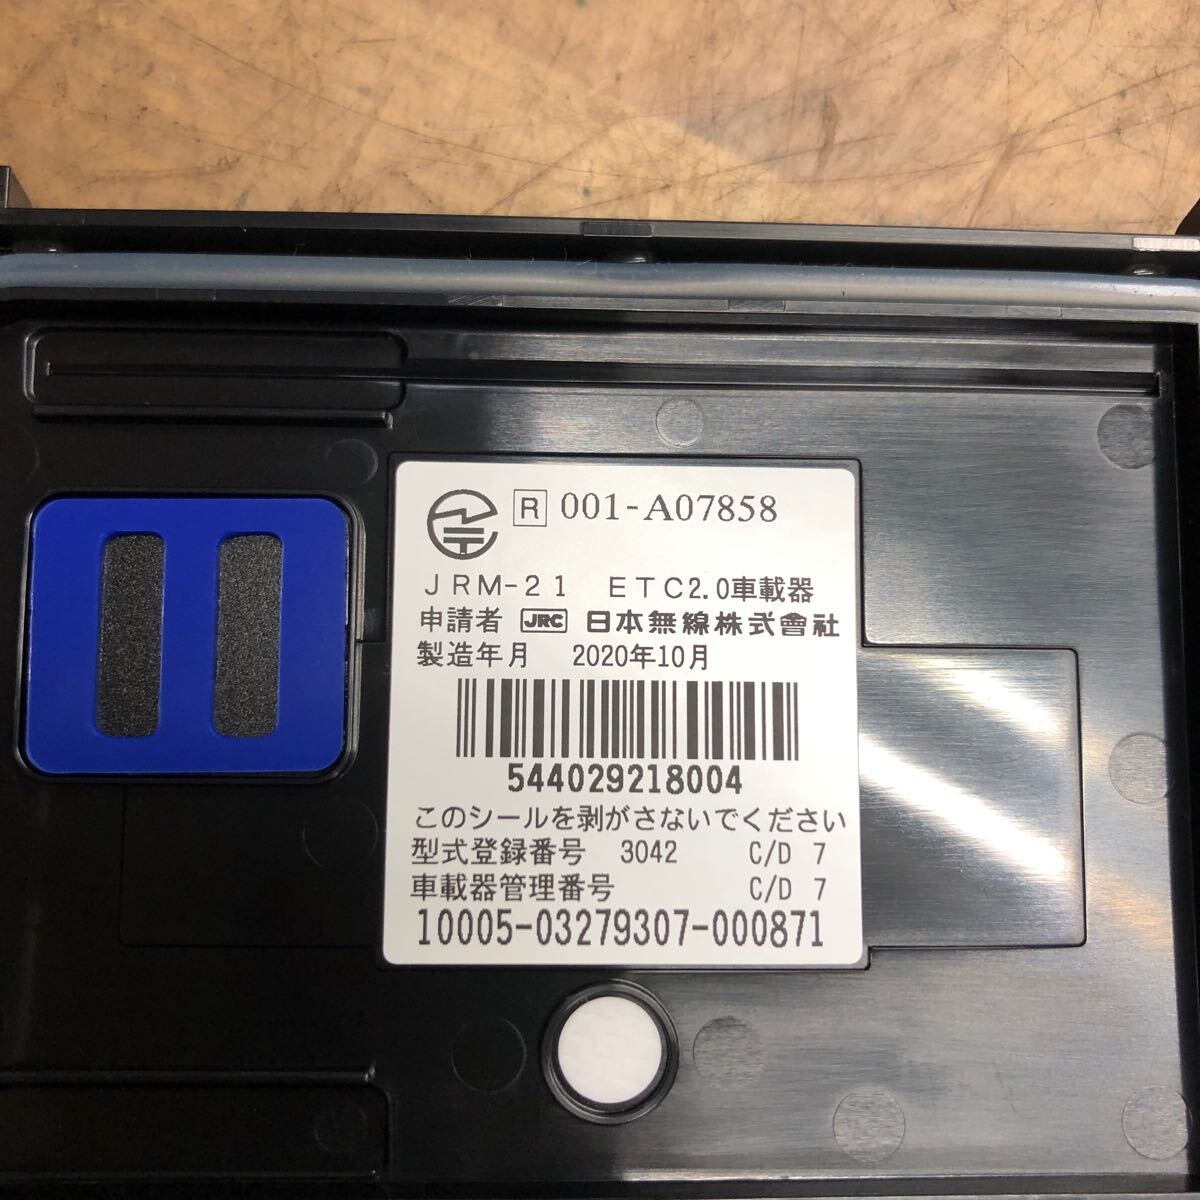 R 001-A07858
JRM-21 ETC2.0車載器
申請者 JRC 日本無線株式會社
製造年月 2020年10月
544029218004
このシールを剥がさないでください
型式登録番号 3042 C/D 7
車載器管理番号 C/D 7
10005-03279307-000871